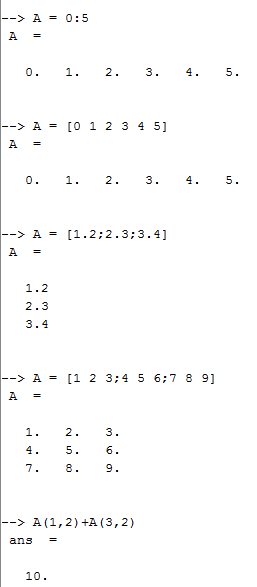 --> A = 0:5
A =
0. 1. 2. 3. 4. 5.
--> A = [0 1 2 3 4 5]
A =
0. 1. 2. 3. 4. 5.
--> A = [1.2;2.3;3.4]
A =
1.2
2.3
3.4
--> A = [1 2 3;4 5 6;7 8 9]
A =
1. 2. 3.
4. 5. 6.
7. 8. 9.
--> A(1,2)+A(3,2)
ans =
10.